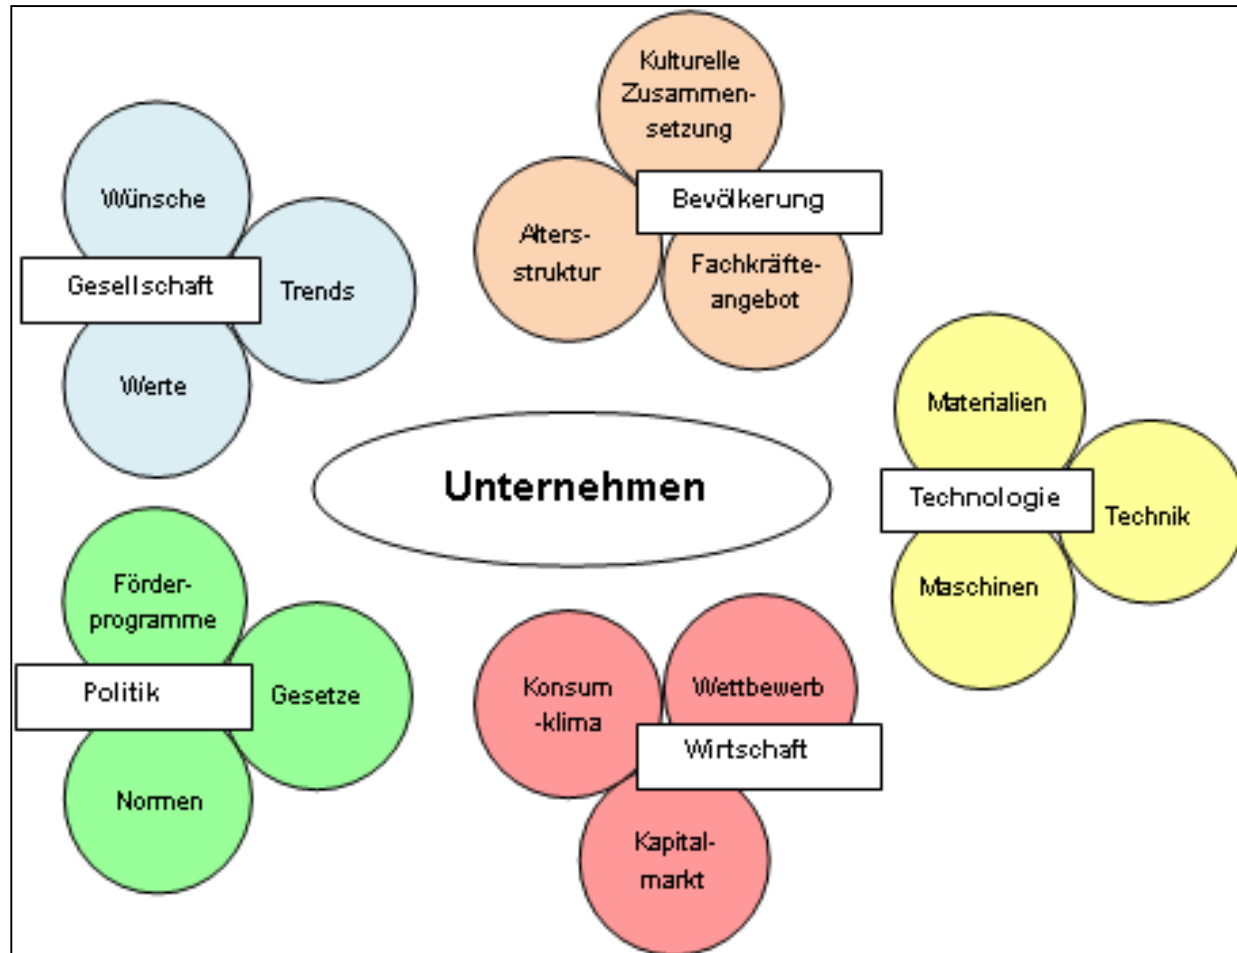 Kulturelle
Zusammen-
setzung
Bevölkerung
Alters-
struktur
Fachkräfte-
angebot
Wünsche
Gesellschaft
Trends
Werte
Materialien
Technologie
Technik
Maschinen
Unternehmen
Förder-
programme
Politik
Gesetze
Normen
Konsum
-klima
Wettbewerb
Wirtschaft
Kapital-
markt